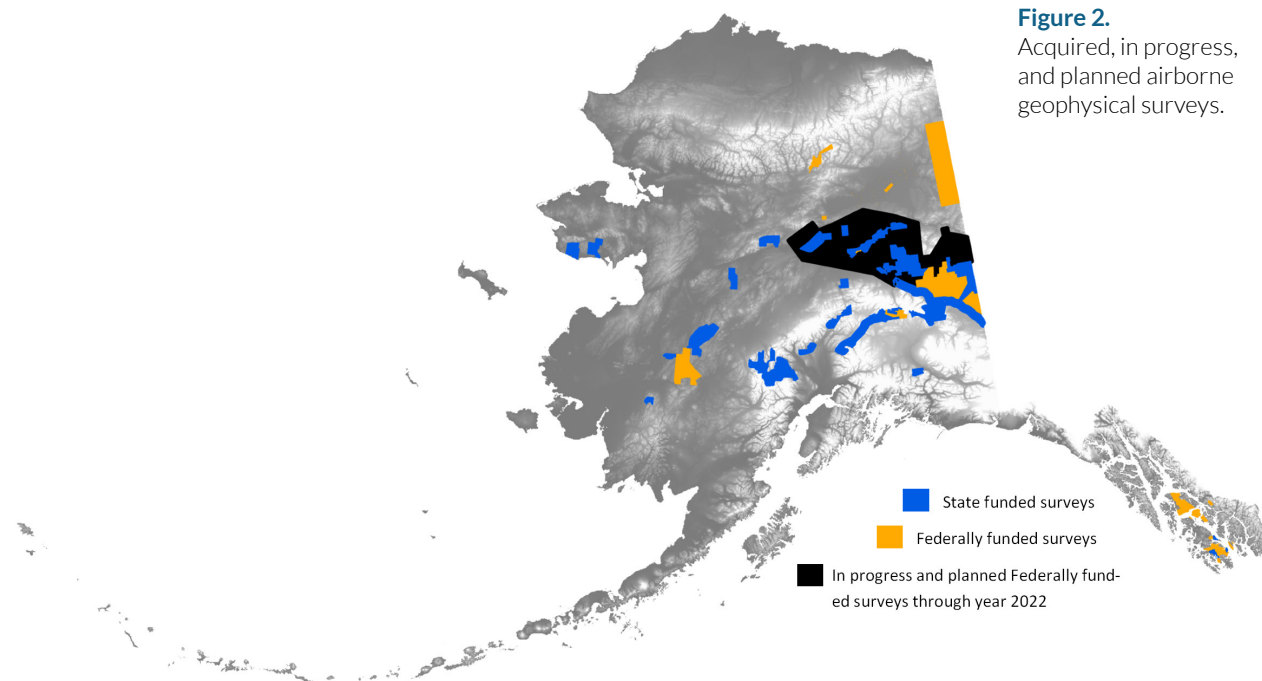 Figure 2.
Acquired, in progress,
and planned airborne
geophysical surveys.
State funded surveys
Federally funded surveys
In progress and planned Federally fund-
ed surveys through year 2022